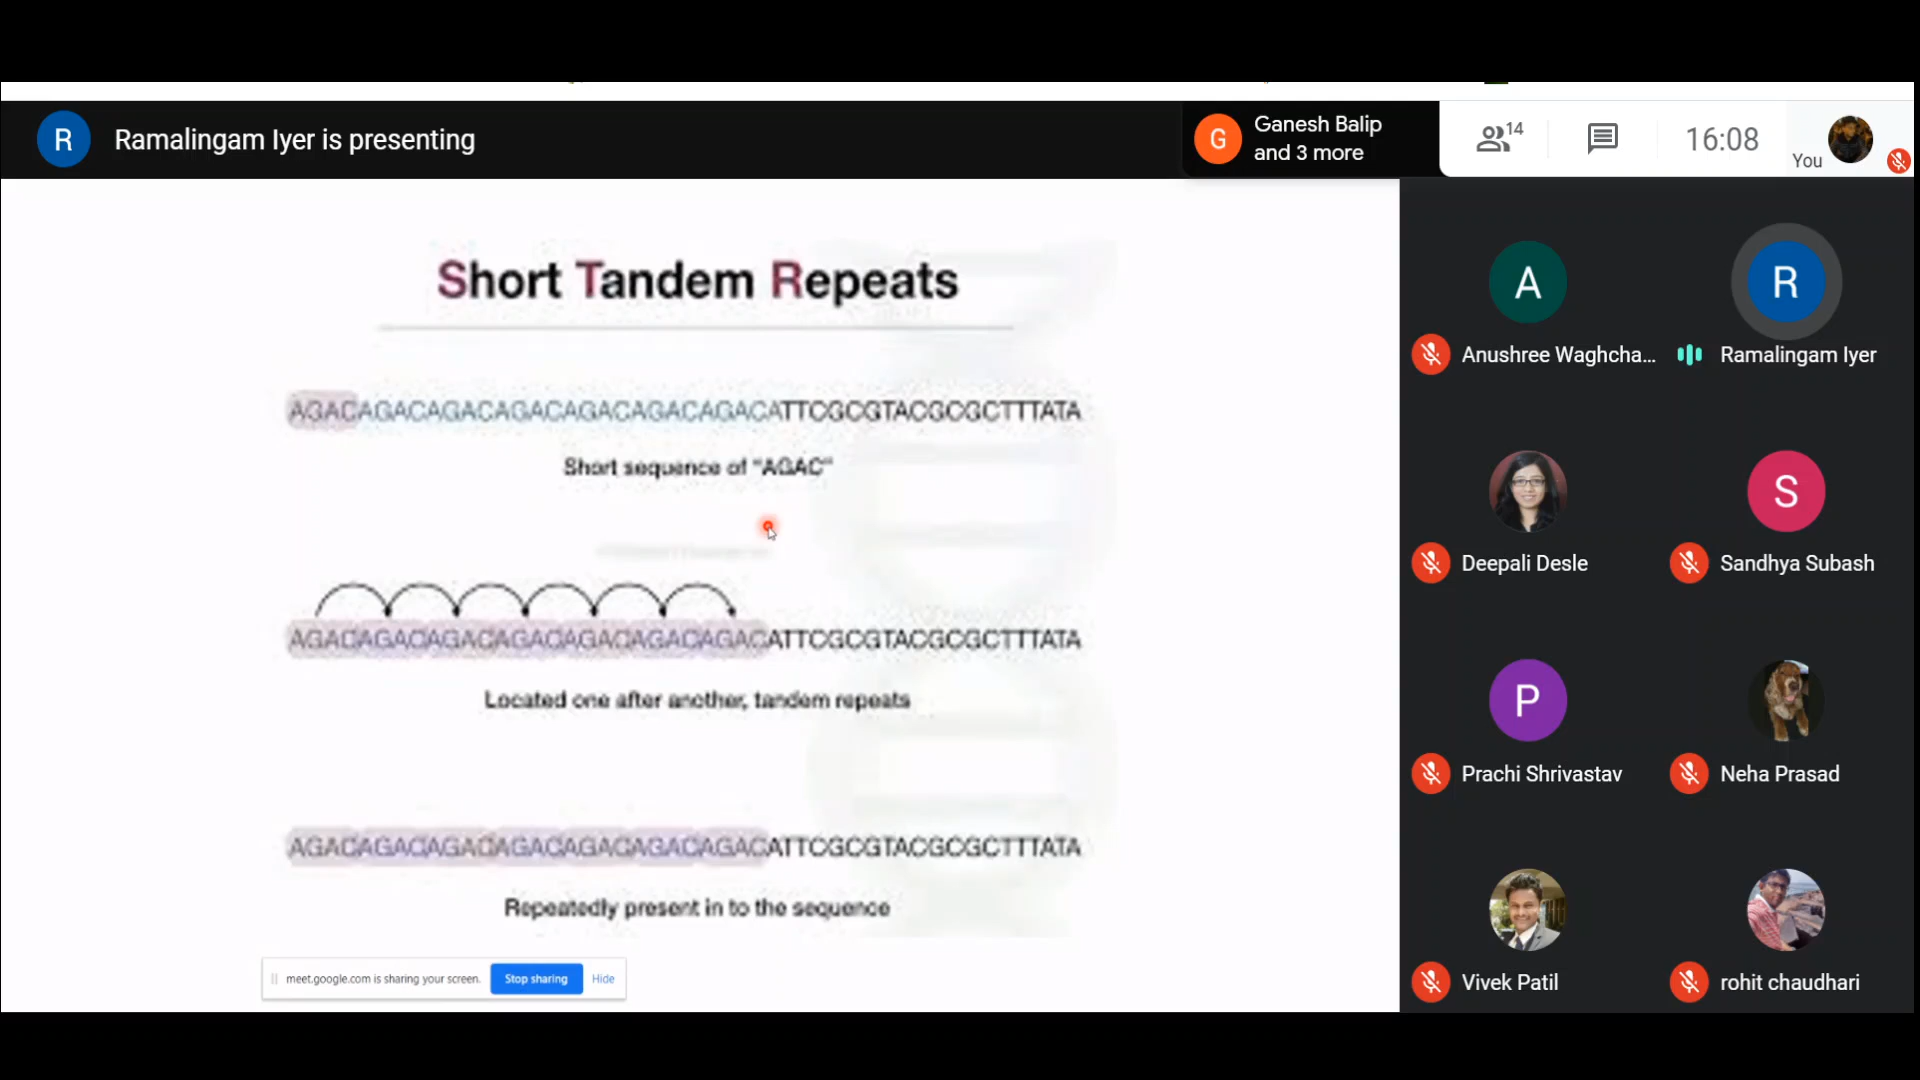 R Ramalingam Iyer is presenting
G Ganesh Balip
and 3 more
14
16:08
You
Short Tandem Repeats
AGACAGACAGACAGACAGACAGACAGACATTCGCGTACGCGCTTTATA
Short sequence of "AGAC"
AGACAGACAGACAGACAGACAGACAGACATTCGCGTACGCGCTTTATA
Located one after another, tandem repeats
AGACAGACAGACAGACAGACAGACAGACATTCGCGTACGCGCTTTATA
Repeatedly present in to the sequence
meet.google.com is sharing your screen. Stop sharing Hide
A R
Anushree Waghcha... Ramalingam Iyer
S
Deepali Desle Sandhya Subash
P
Prachi Shrivastav Neha Prasad
Vivek Patil rohit chaudhari